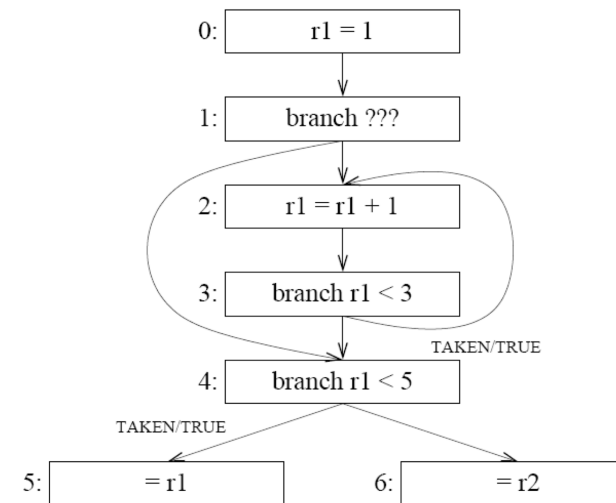 0: r1 = 1
1: branch ???
2: r1 = r1 + 1
3: branch r1 < 3
TAKEN/TRUE
4: branch r1 < 5
TAKEN/TRUE
5: = r1 6: = r2